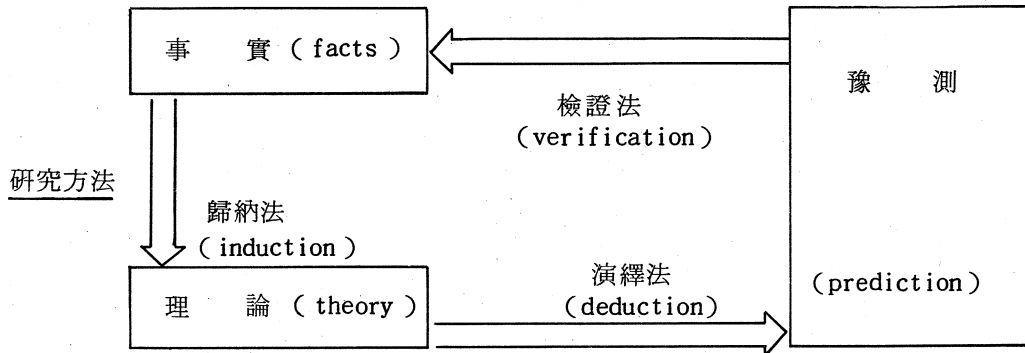 事 實（facts）
豫 測
檢證法
（verification）
研究方法
歸納法
（induction）
演繹法
（deduction）
（prediction）
理 論（theory）